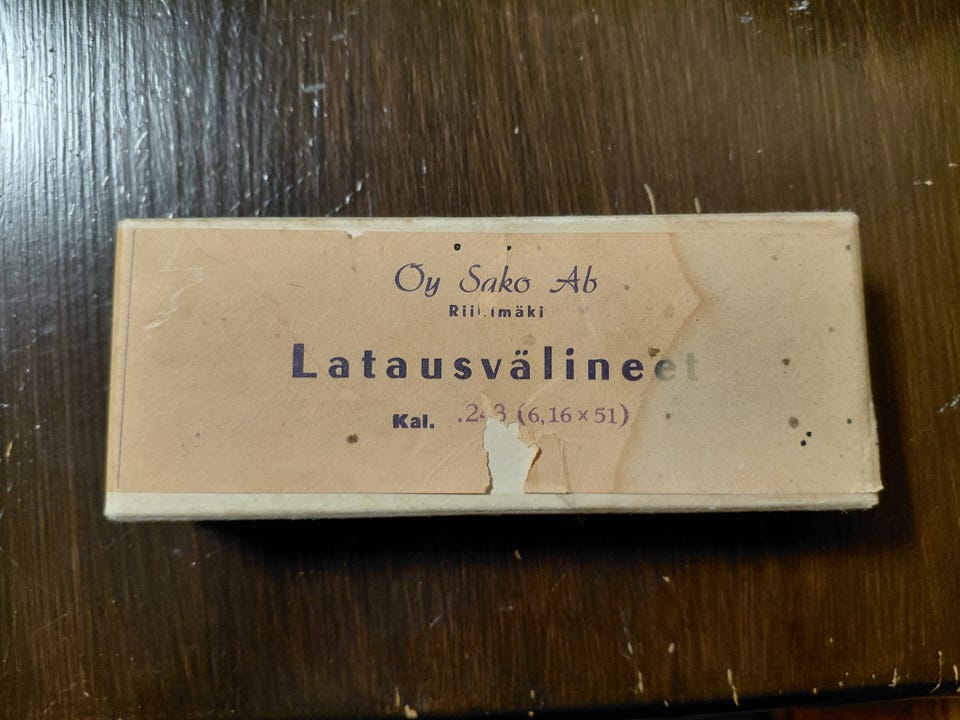 Oy Sako Ab
Riihimäki
Latausvälineet
Kal. .243 (6,16 × 51)